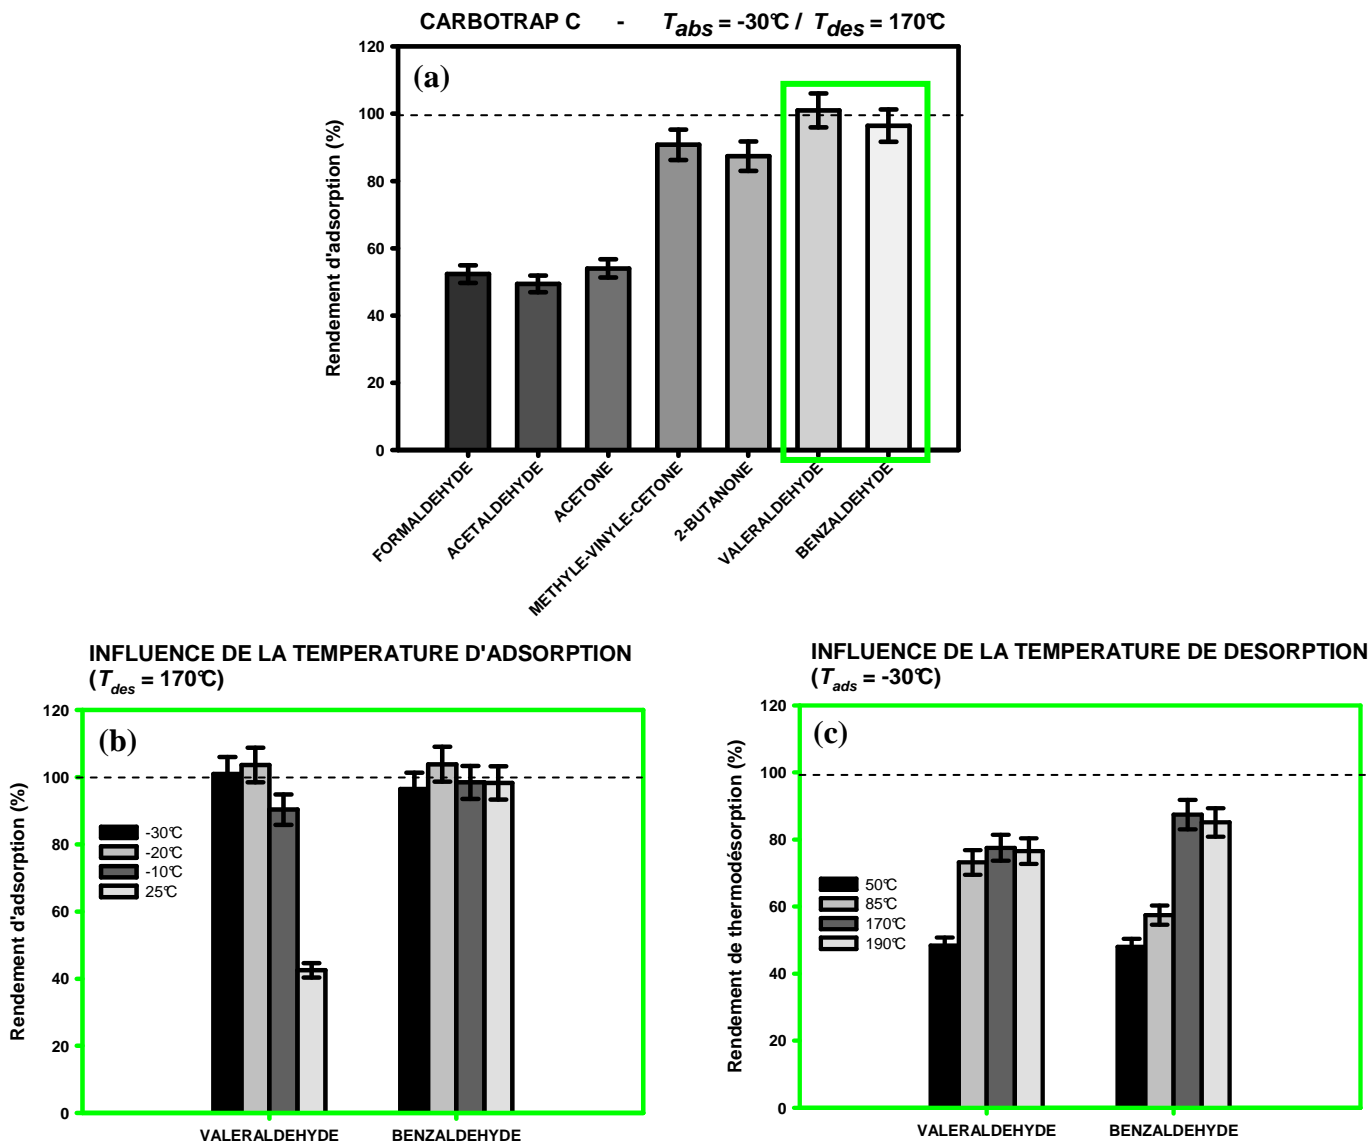 CARBOTRAP C - Tabs = -30°C / Tdes = 170°C
(a)
Rendement d'adsorption (%)
120
100
80
60
40
20
0
FORMALDEHYDE
ACETALDEHYDE
ACETONE
METHYLE-VINYLE-CETONE
2-BUTANONE
VALERALDEHYDE
BENZALDEHYDE
INFLUENCE DE LA TEMPERATURE D'ADSORPTION
(Tdes = 170°C)
(b)
Rendement d'adsorption (%)
120
100
80
60
40
20
0
-30°C
-20°C
-10°C
25°C
VALERALDEHYDE
BENZALDEHYDE
INFLUENCE DE LA TEMPERATURE DE DESORPTION
(Tads = -30°C)
(c)
Rendement de thermodésorption (%)
120
100
80
60
40
20
0
50°C
85°C
170°C
190°C
VALERALDEHYDE
BENZALDEHYDE